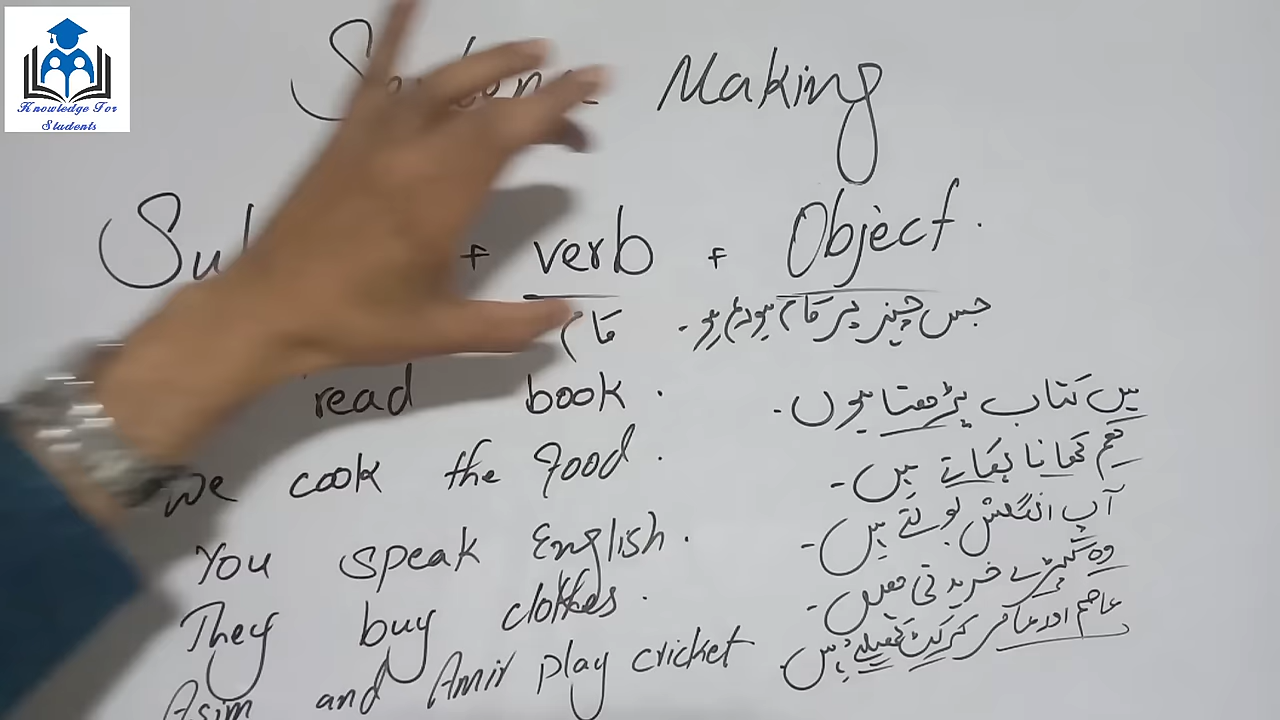 Knowledge For
Students
Making
+ verb + Object.
کام جس چیز پر کام ہو رہا ہو۔
read book. میں کتاب پڑھتا ہوں۔
We cook the food. ہم کھانا پکاتے ہیں۔
You speak English. آپ انگلش بولتے ہیں۔
They buy clothes. وہ کپڑے خریدتی ہیں۔
Asim and Amir play cricket عاصم اور عامر کرکٹ کھیلتے ہیں۔